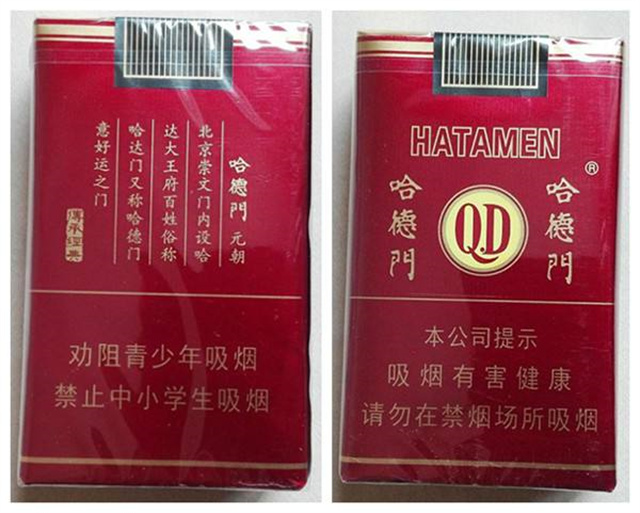 哈德門 元朝
北京崇文门内设哈
达大王府百姓俗称
哈达门又称哈德门
意好运之门
傳承經典
劝阻青少年吸烟
禁止中小学生吸烟
HATAMEN
®
哈德門
Q.D
哈德門
本公司提示
吸烟有害健康
请勿在禁烟场所吸烟